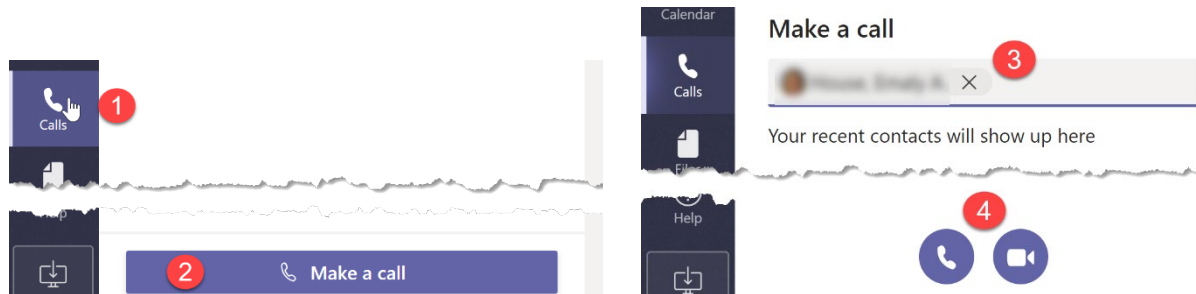 Calls
1
2
Make a call
Calendar
Make a call
3
Calls
Your recent contacts will show up here
Files
4
Help